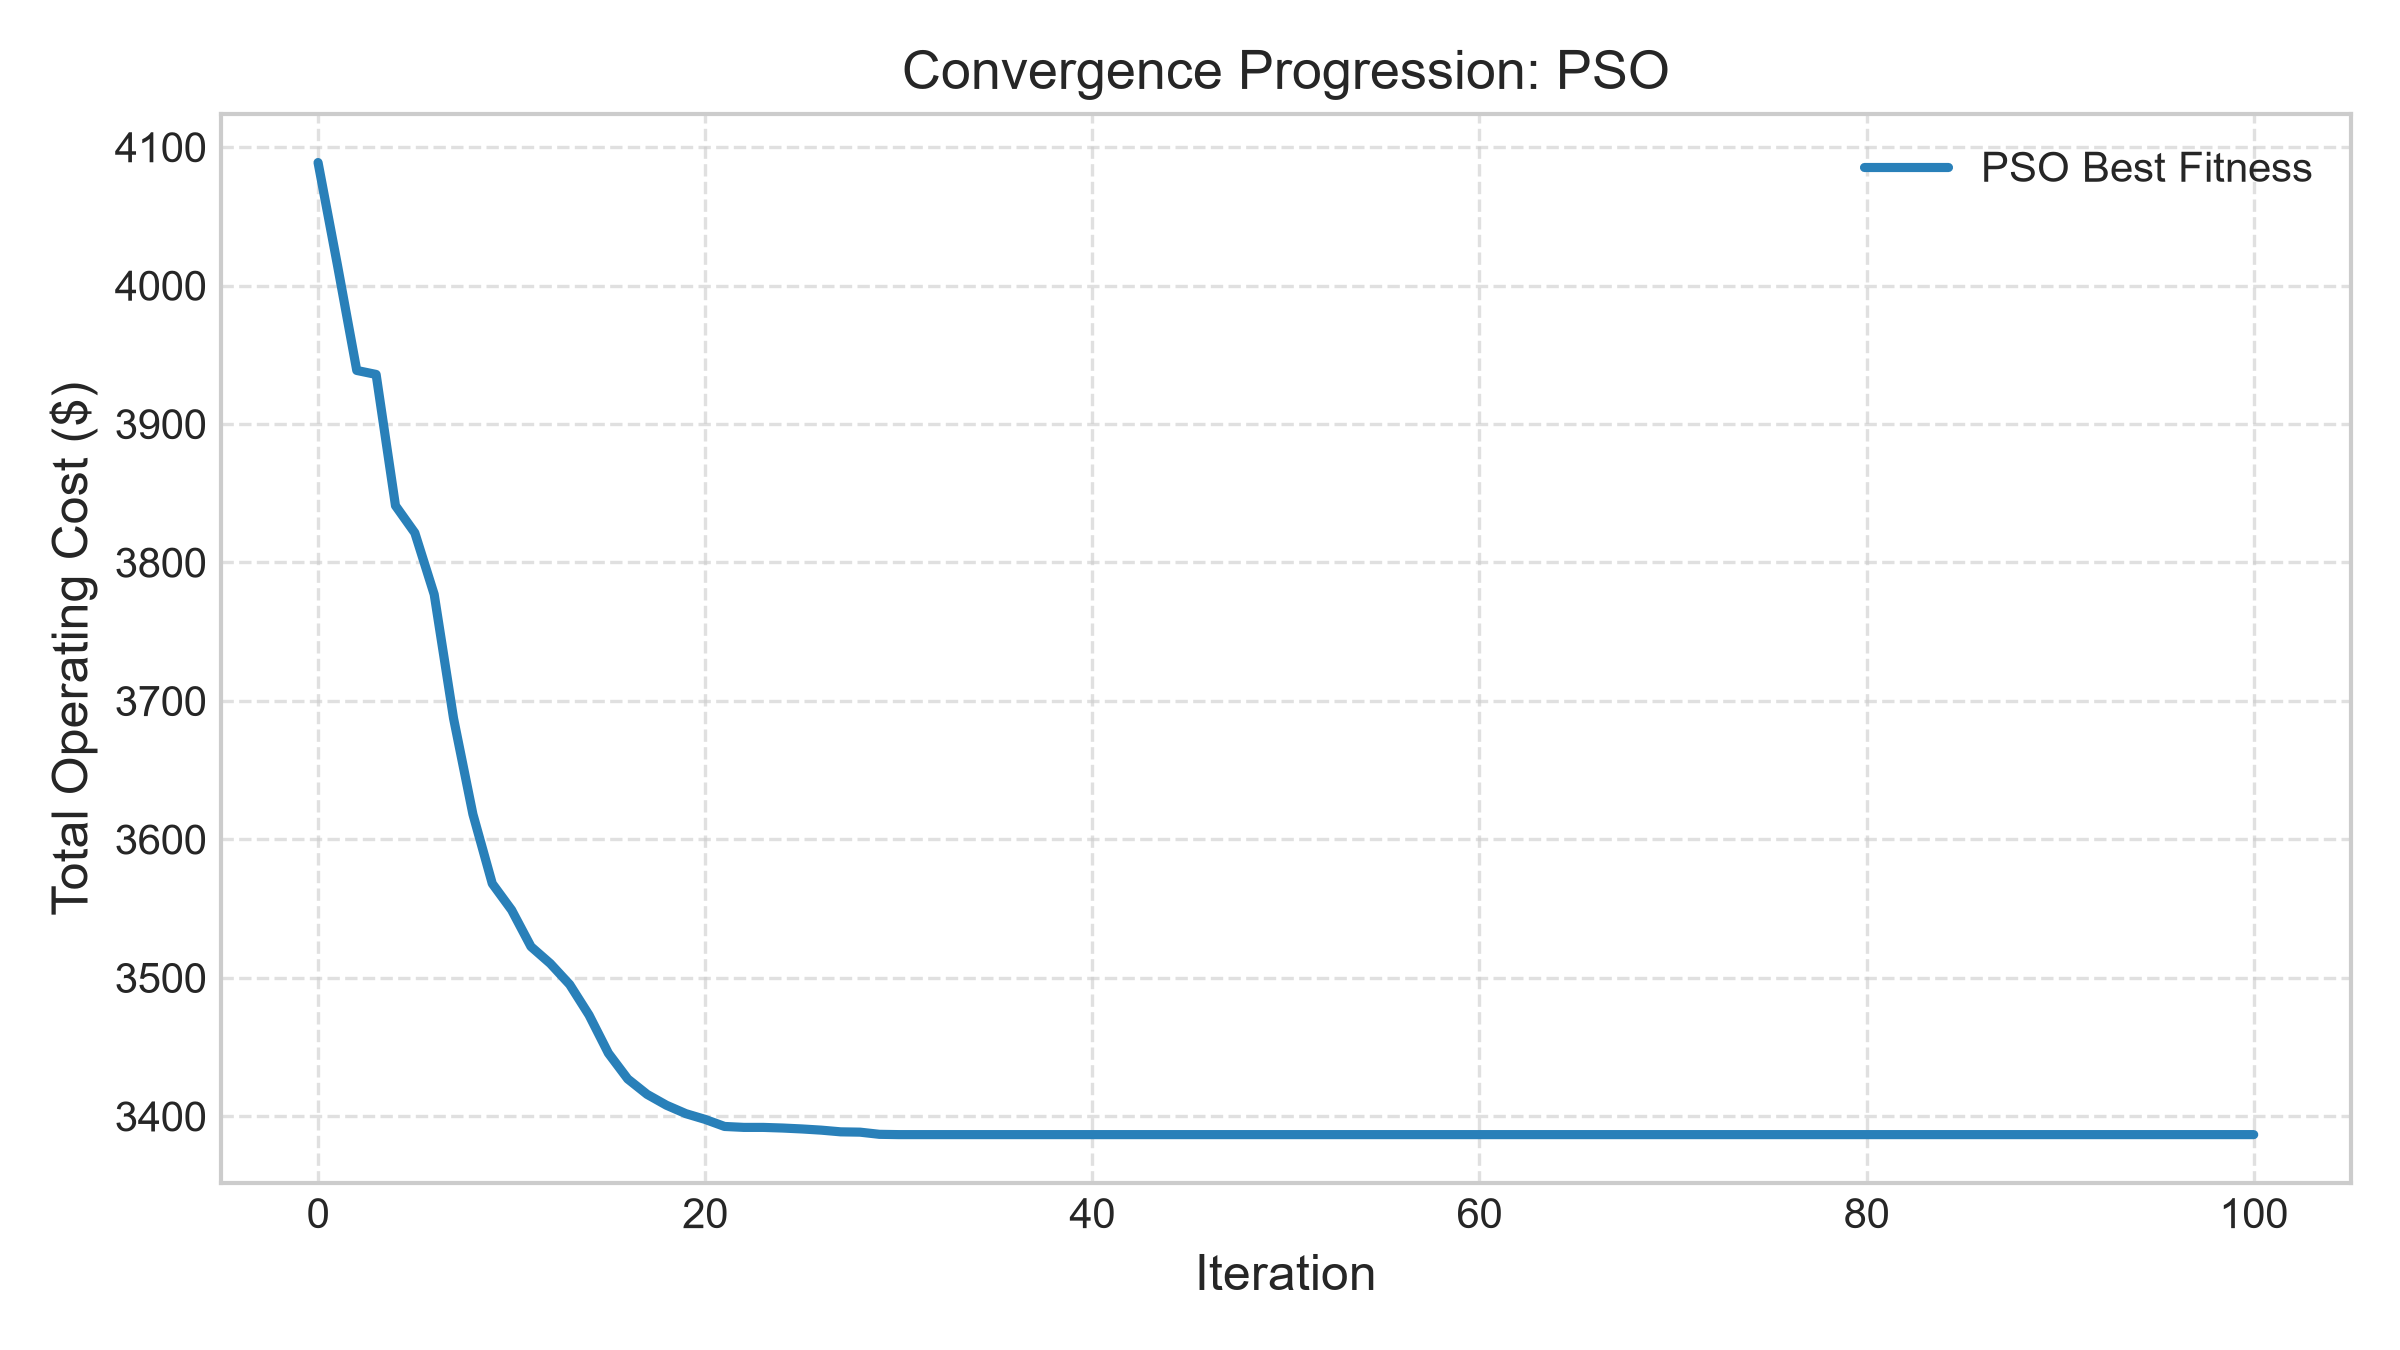 Convergence Progression: PSO
PSO Best Fitness
Total Operating Cost ($)
4100
4000
3900
3800
3700
3600
3500
3400
0 20 40 60 80 100
Iteration